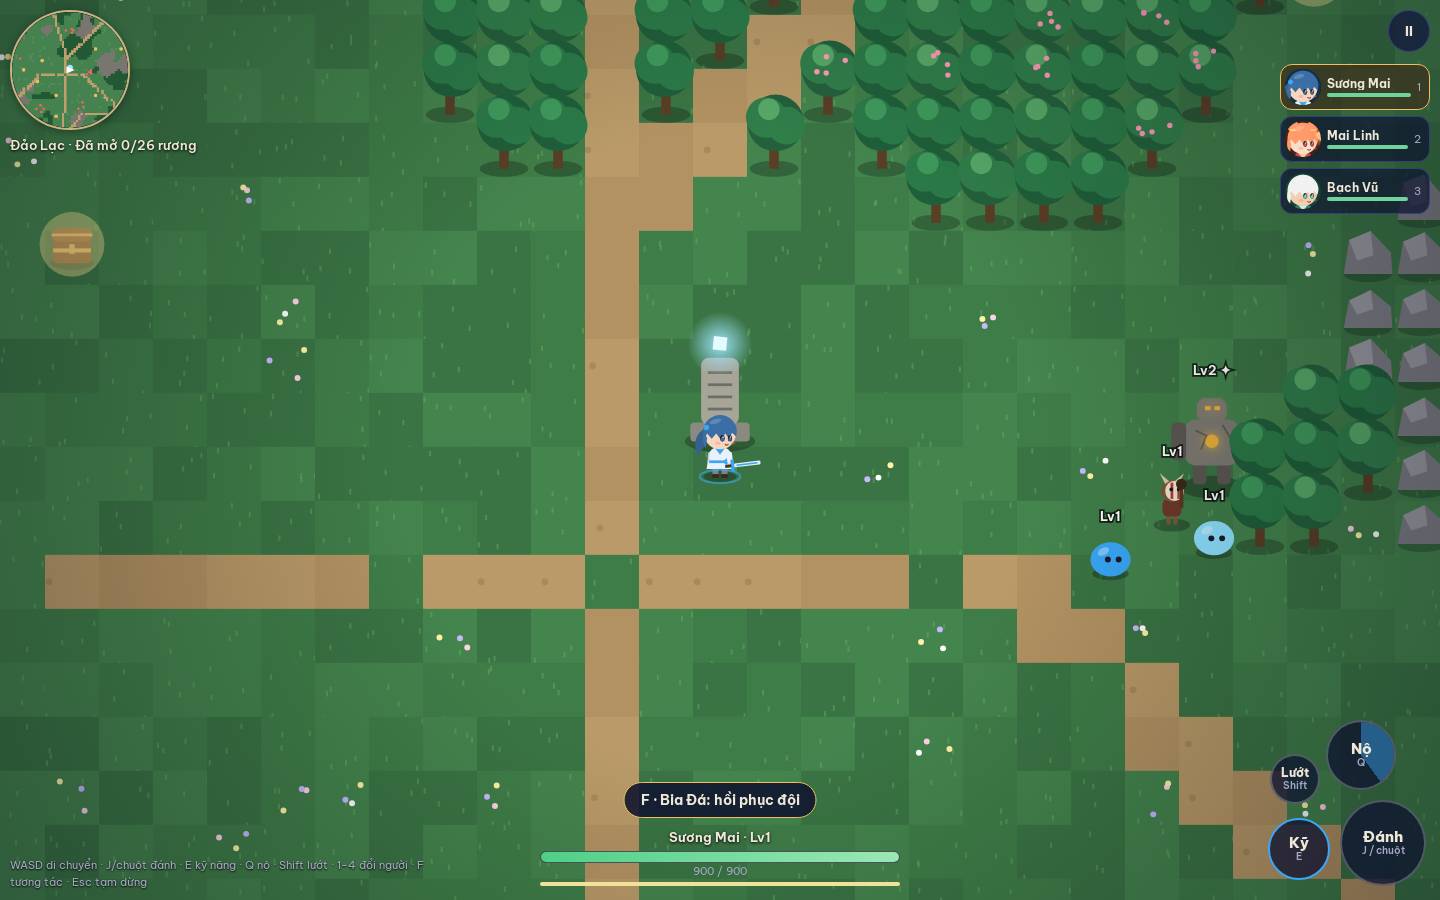 II
Sương Mai 1
Đảo Lạc · Đã mở 0/26 rương
Mai Linh 2
Bạch Vũ 3
Lv2
Lv1
Lv1
Lv1
Nộ
Q
Lướt
Shift
F · Bia Đá: hồi phục đội
Sương Mai · Lv1
Đánh
J / chuột
Kỹ
E
WASD di chuyển · J/chuột đánh · E kỹ năng · Q nộ · Shift lướt · 1-4 đổi người · F
tương tác · Esc tạm dừng
900 / 900